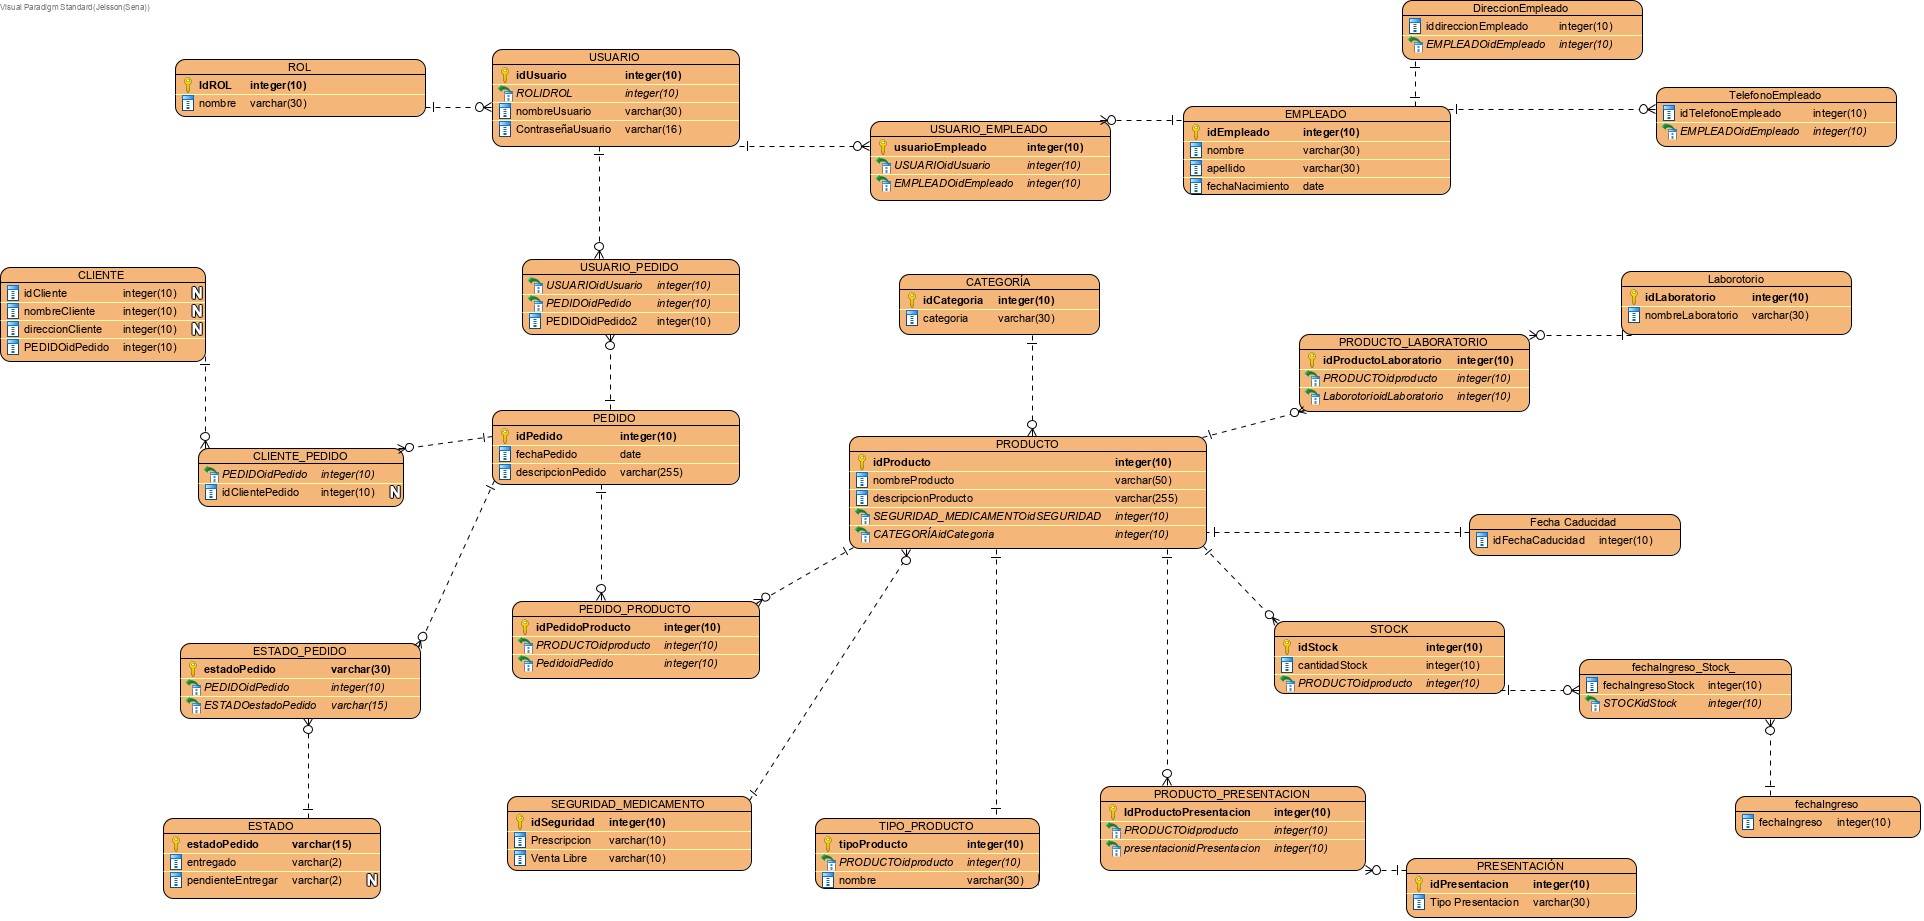 Visual Paradigm Standard(Jeisson(Sena))
DireccionEmpleado
iddireccionEmpleado integer(10)
EMPLEADOidEmpleado integer(10)
ROL
IdROL integer(10)
nombre varchar(30)
USUARIO
idUsuario integer(10)
ROLIDROL integer(10)
nombreUsuario varchar(30)
ContraseñaUsuario varchar(16)
TelefonoEmpleado
idTelefonoEmpleado integer(10)
EMPLEADOidEmpleado integer(10)
EMPLEADO
idEmpleado integer(10)
nombre varchar(30)
apellido varchar(30)
fechaNacimiento date
USUARIO_EMPLEADO
usuarioEmpleado integer(10)
USUARIOidUsuario integer(10)
EMPLEADOidEmpleado integer(10)
CLIENTE
idCliente integer(10) N
nombreCliente integer(10) N
direccionCliente integer(10) N
PEDIDOidPedido integer(10)
USUARIO_PEDIDO
USUARIOidUsuario integer(10)
PEDIDOidPedido integer(10)
PEDIDOidPedido2 integer(10)
CATEGORÍA
idCategoria integer(10)
categoria varchar(30)
Laborotorio
idLaboratorio integer(10)
nombreLaboratorio varchar(30)
PRODUCTO_LABORATORIO
idProductoLaboratorio integer(10)
PRODUCTOidproducto integer(10)
LaborotorioidLaboratorio integer(10)
PEDIDO
idPedido integer(10)
fechaPedido date
descripcionPedido varchar(255)
CLIENTE_PEDIDO
PEDIDOidPedido integer(10)
idClientePedido integer(10) N
PRODUCTO
idProducto integer(10)
nombreProducto varchar(50)
descripcionProducto varchar(255)
SEGURIDAD_MEDICAMENTOidSEGURIDAD integer(10)
CATEGORÍAidCategoria integer(10)
Fecha Caducidad
idFechaCaducidad integer(10)
PEDIDO_PRODUCTO
idPedidoProducto integer(10)
PRODUCTOidproducto integer(10)
PedidoidPedido integer(10)
STOCK
idStock integer(10)
cantidadStock integer(10)
PRODUCTOidproducto integer(10)
ESTADO_PEDIDO
estadoPedido varchar(30)
PEDIDOidPedido integer(10)
ESTADOestadoPedido varchar(15)
fechaIngreso_Stock_
fechaIngresoStock integer(10)
STOCKidStock integer(10)
SEGURIDAD_MEDICAMENTO
idSeguridad integer(10)
Prescripcion varchar(10)
Venta Libre varchar(10)
PRODUCTO_PRESENTACION
IdProductoPresentacion integer(10)
PRODUCTOidproducto integer(10)
presentacionidPresentacion integer(10)
fechaIngreso
fechaIngreso integer(10)
ESTADO
estadoPedido varchar(15)
entregado varchar(2)
pendienteEntregar varchar(2) N
TIPO_PRODUCTO
tipoProducto integer(10)
PRODUCTOidproducto integer(10)
nombre varchar(30)
PRESENTACIÓN
idPresentacion integer(10)
Tipo Presentacion varchar(30)